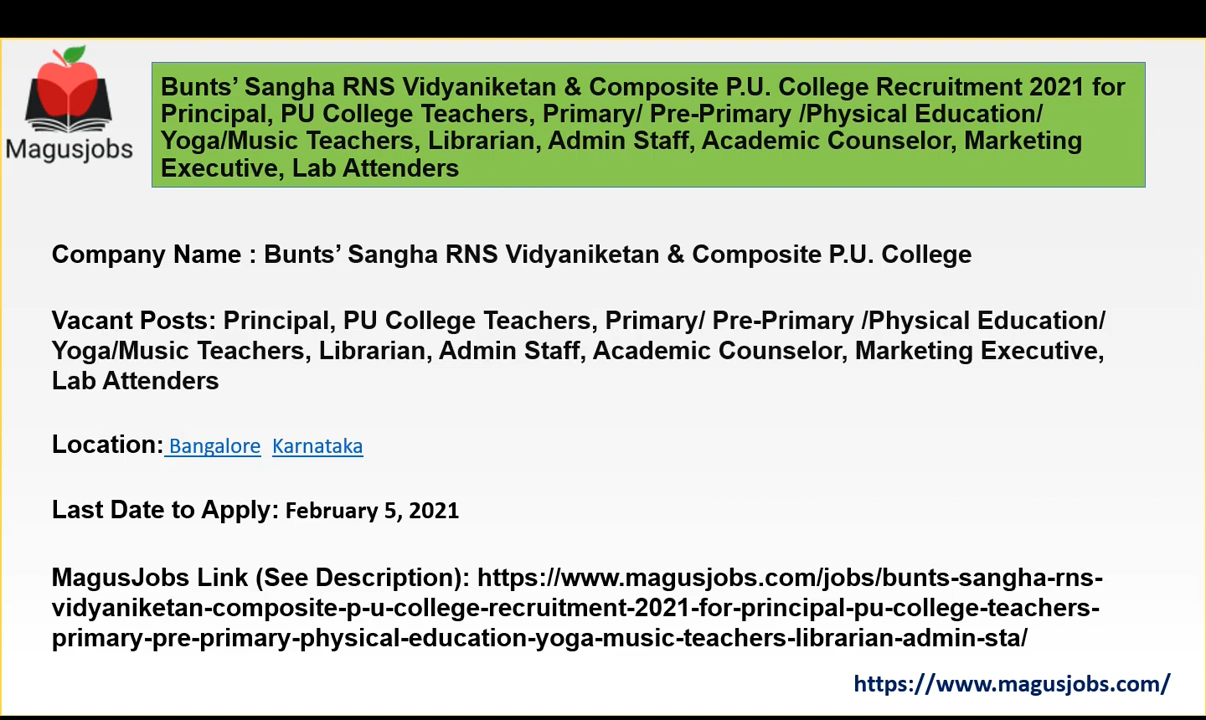 Magusjobs
Bunts’ Sangha RNS Vidyaniketan & Composite P.U. College Recruitment 2021 for
Principal, PU College Teachers, Primary/ Pre-Primary /Physical Education/
Yoga/Music Teachers, Librarian, Admin Staff, Academic Counselor, Marketing
Executive, Lab Attenders
Company Name : Bunts’ Sangha RNS Vidyaniketan & Composite P.U. College
Vacant Posts: Principal, PU College Teachers, Primary/ Pre-Primary /Physical Education/
Yoga/Music Teachers, Librarian, Admin Staff, Academic Counselor, Marketing Executive,
Lab Attenders
Location: Bangalore Karnataka
Last Date to Apply: February 5, 2021
MagusJobs Link (See Description): https://www.magusjobs.com/jobs/bunts-sangha-rns-
vidyaniketan-composite-p-u-college-recruitment-2021-for-principal-pu-college-teachers-
primary-pre-primary-physical-education-yoga-music-teachers-librarian-admin-sta/
https://www.magusjobs.com/